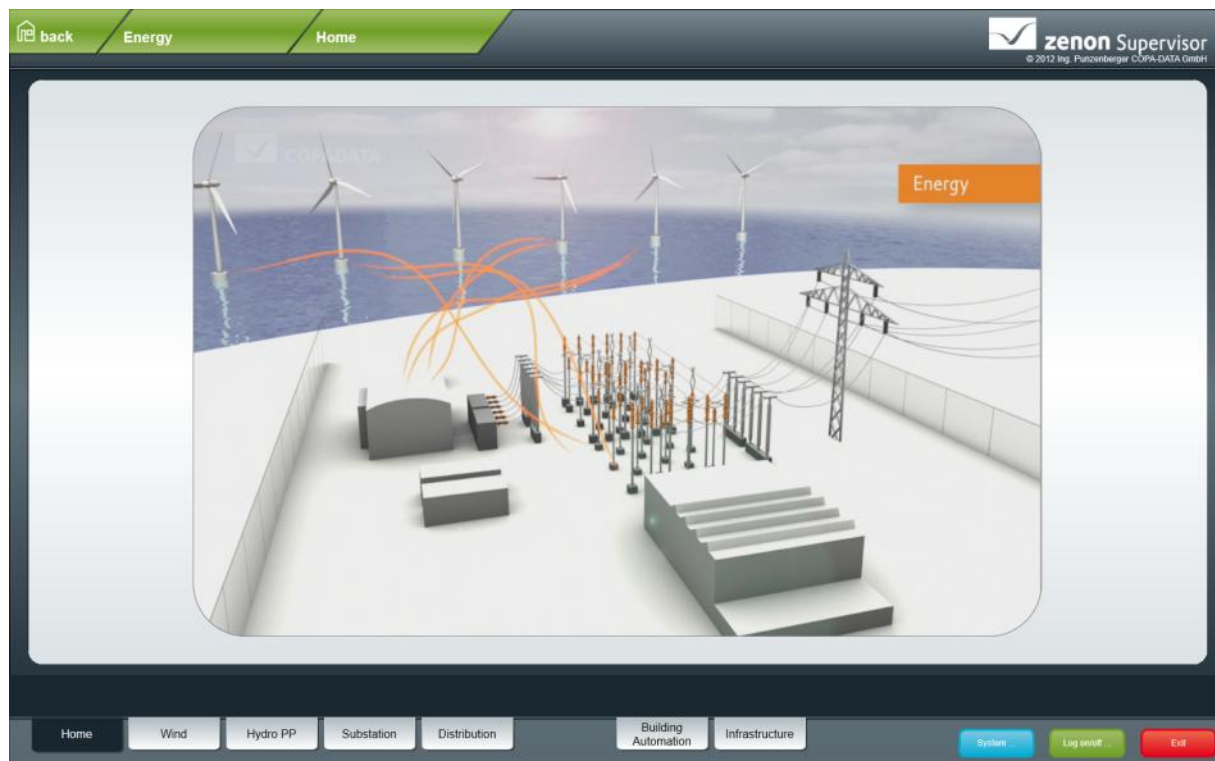 back
Energy
Home
zenon Supervisor
© 2012 Ing. Punzenberger COPA-DATA GmbH
COPADATA
Energy
Home
Wind
Hydro PP
Substation
Distribution
Building
Automation
Infrastructure
System ...
Log on/off ...
Exit